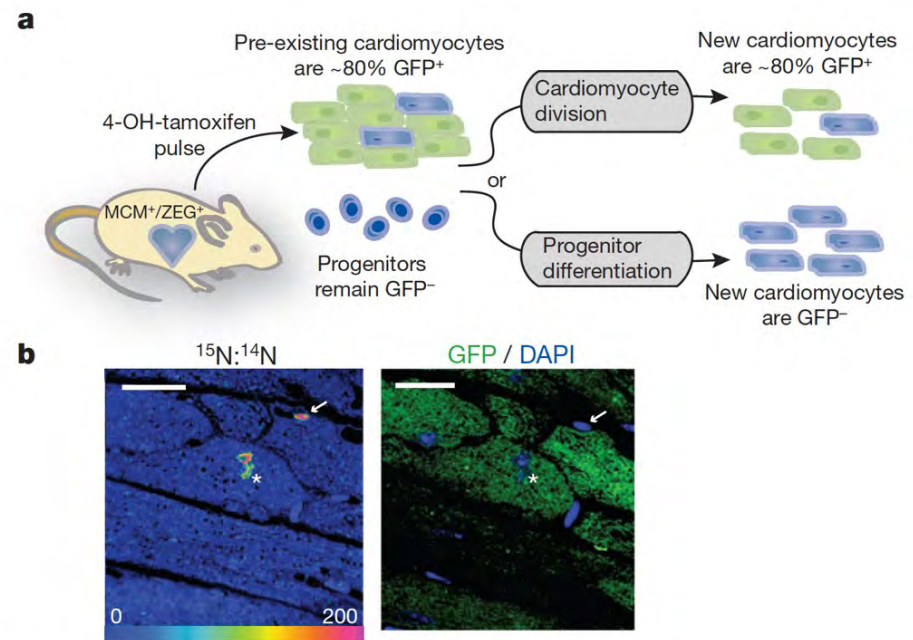 a
Pre-existing cardiomyocytes
are ~80% GFP⁺
New cardiomyocytes
are ~80% GFP⁺
4-OH-tamoxifen
pulse
Cardiomyocyte
division
or
MCM⁺/ZEG⁺
Progenitors
remain GFP⁻
Progenitor
differentiation
New cardiomyocytes
are GFP⁻
b
¹⁵N:¹⁴N
GFP / DAPI
*
*
0 200